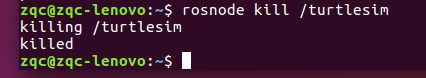 zqc@zqc-lenovo:~$ rosnode kill /turtlesim
killing /turtlesim
killed
zqc@zqc-lenovo:~$